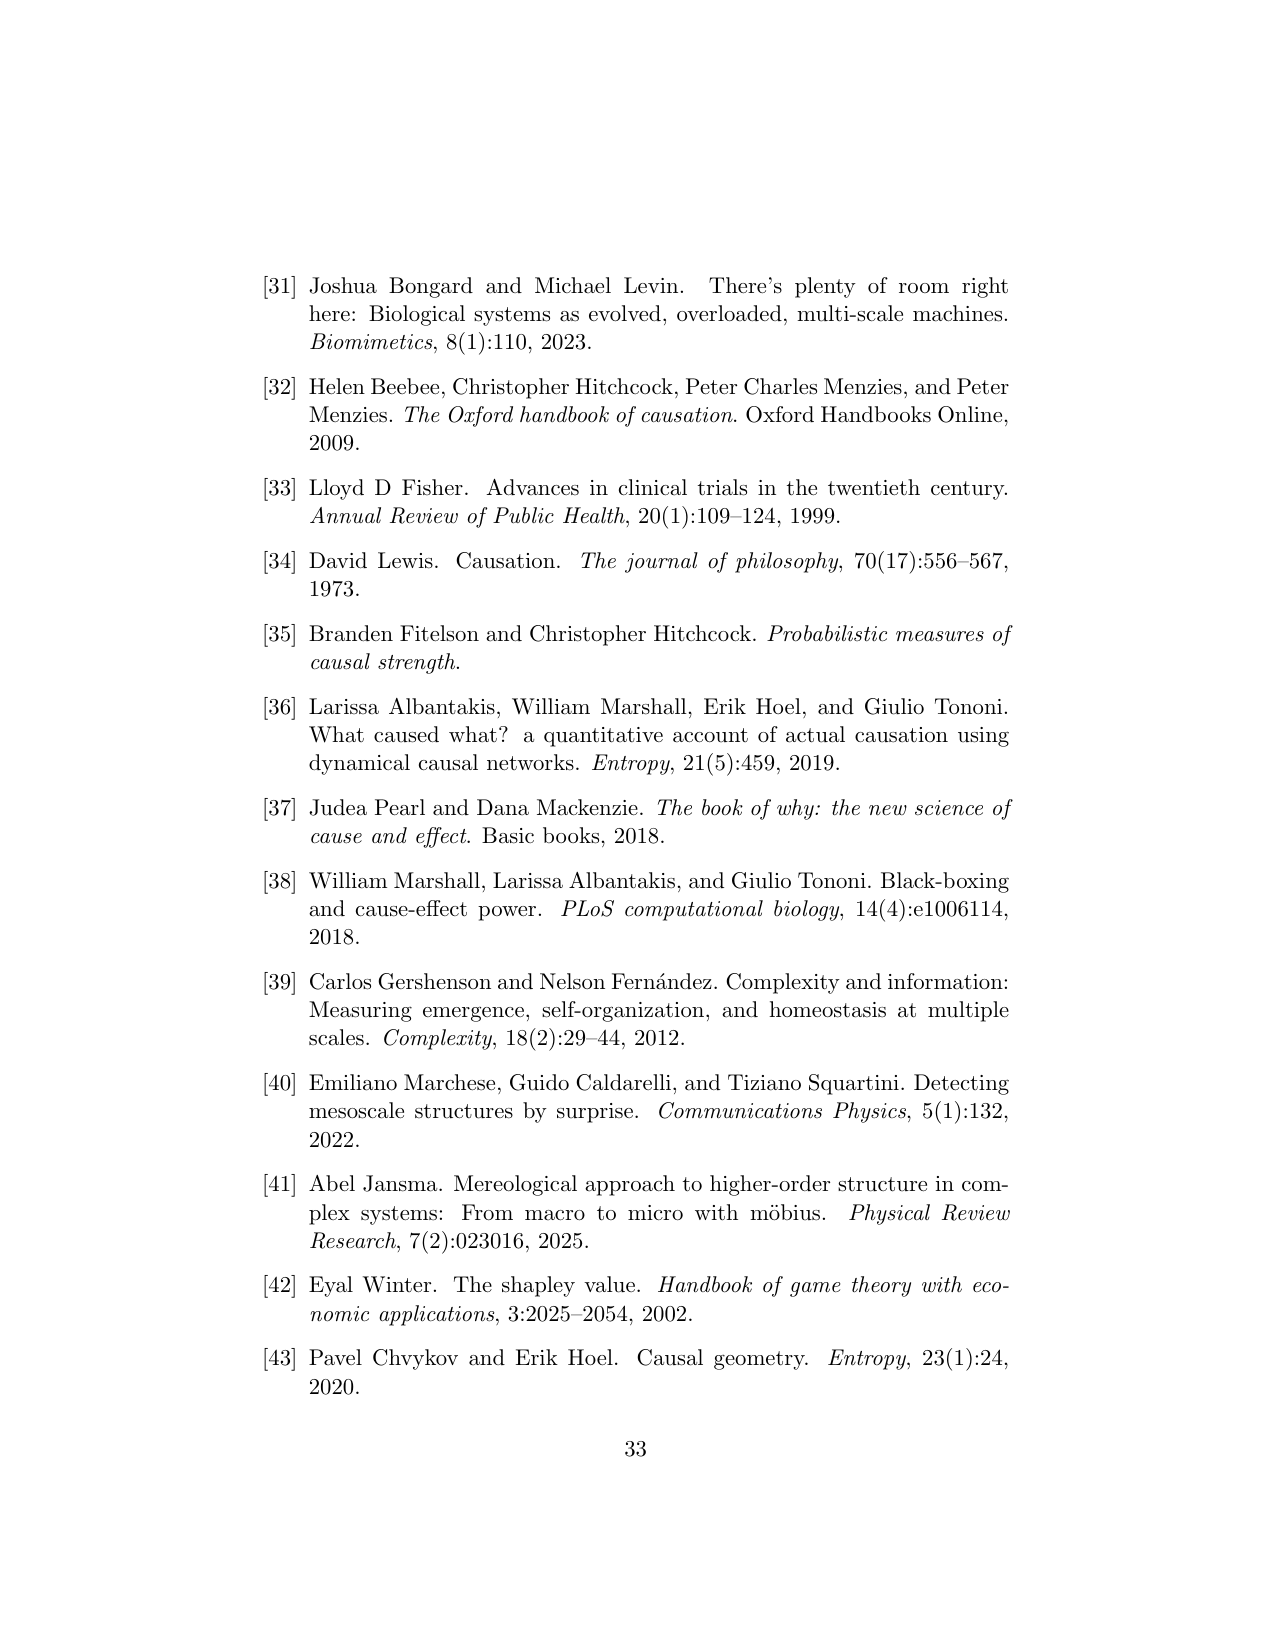 [31] Joshua Bongard and Michael Levin. There's plenty of room right
here: Biological systems as evolved, overloaded, multi-scale machines.
Biomimetics, 8(1):110, 2023.
[32] Helen Beebee, Christopher Hitchcock, Peter Charles Menzies, and Peter
Menzies. The Oxford handbook of causation. Oxford Handbooks Online,
2009.
[33] Lloyd D Fisher. Advances in clinical trials in the twentieth century.
Annual Review of Public Health, 20(1):109–124, 1999.
[34] David Lewis. Causation. The journal of philosophy, 70(17):556–567,
1973.
[35] Branden Fitelson and Christopher Hitchcock. Probabilistic measures of
causal strength.
[36] Larissa Albantakis, William Marshall, Erik Hoel, and Giulio Tononi.
What caused what? a quantitative account of actual causation using
dynamical causal networks. Entropy, 21(5):459, 2019.
[37] Judea Pearl and Dana Mackenzie. The book of why: the new science of
cause and effect. Basic books, 2018.
[38] William Marshall, Larissa Albantakis, and Giulio Tononi. Black-boxing
and cause-effect power. PLoS computational biology, 14(4):e1006114,
2018.
[39] Carlos Gershenson and Nelson Fernández. Complexity and information:
Measuring emergence, self-organization, and homeostasis at multiple
scales. Complexity, 18(2):29–44, 2012.
[40] Emiliano Marchese, Guido Caldarelli, and Tiziano Squartini. Detecting
mesoscale structures by surprise. Communications Physics, 5(1):132,
2022.
[41] Abel Jansma. Mereological approach to higher-order structure in com-
plex systems: From macro to micro with möbius. Physical Review
Research, 7(2):023016, 2025.
[42] Eyal Winter. The shapley value. Handbook of game theory with eco-
nomic applications, 3:2025–2054, 2002.
[43] Pavel Chvykov and Erik Hoel. Causal geometry. Entropy, 23(1):24,
2020.
33